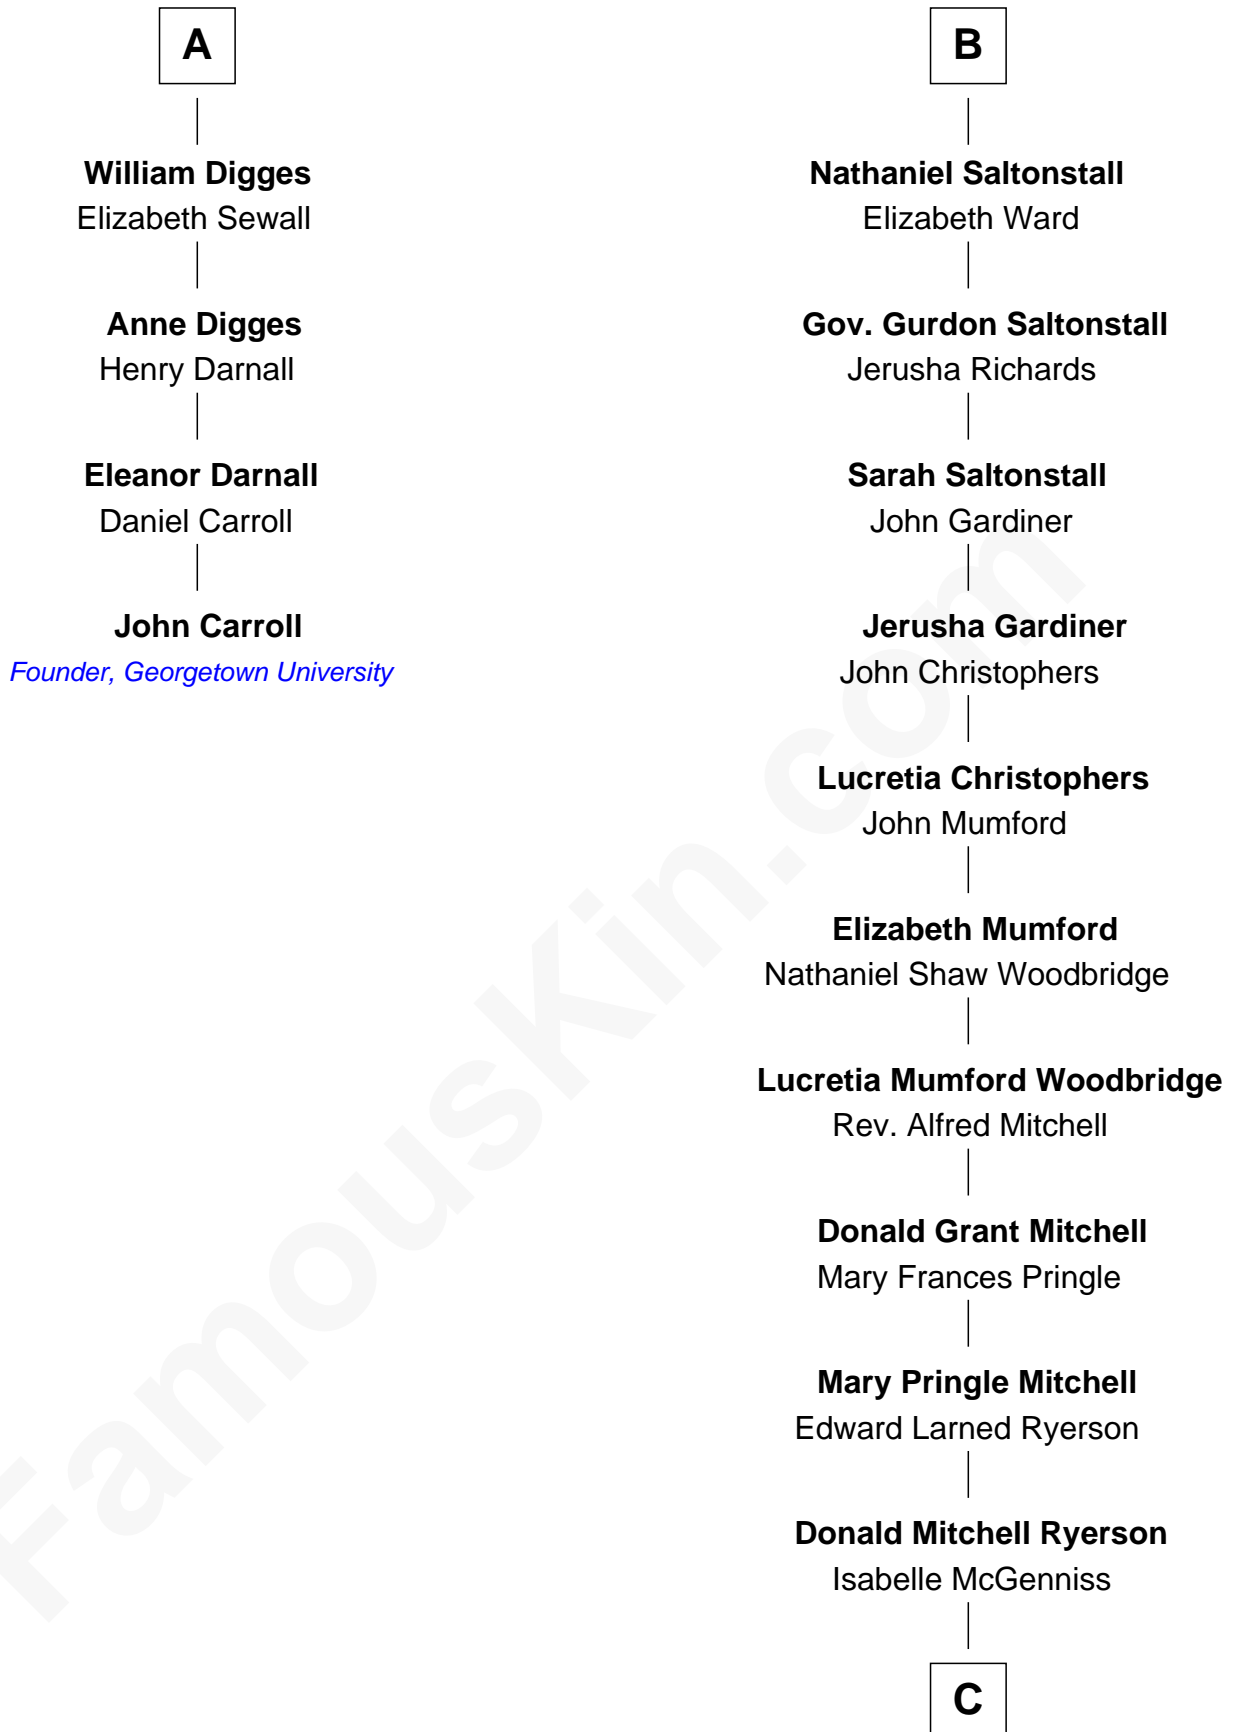 A
William Digges
Elizabeth Sewall
Anne Digges
Henry Darnall
Eleanor Darnall
Daniel Carroll
John Carroll
Founder, Georgetown University
B
Nathaniel Saltonstall
Elizabeth Ward
Gov. Gurdon Saltonstall
Jerusha Richards
Sarah Saltonstall
John Gardiner
Jerusha Gardiner
John Christophers
Lucretia Christophers
John Mumford
Elizabeth Mumford
Nathaniel Shaw Woodbridge
Lucretia Mumford Woodbridge
Rev. Alfred Mitchell
Donald Grant Mitchell
Mary Frances Pringle
Mary Pringle Mitchell
Edward Larned Ryerson
Donald Mitchell Ryerson
Isabelle McGenniss
C
FamousKin.com